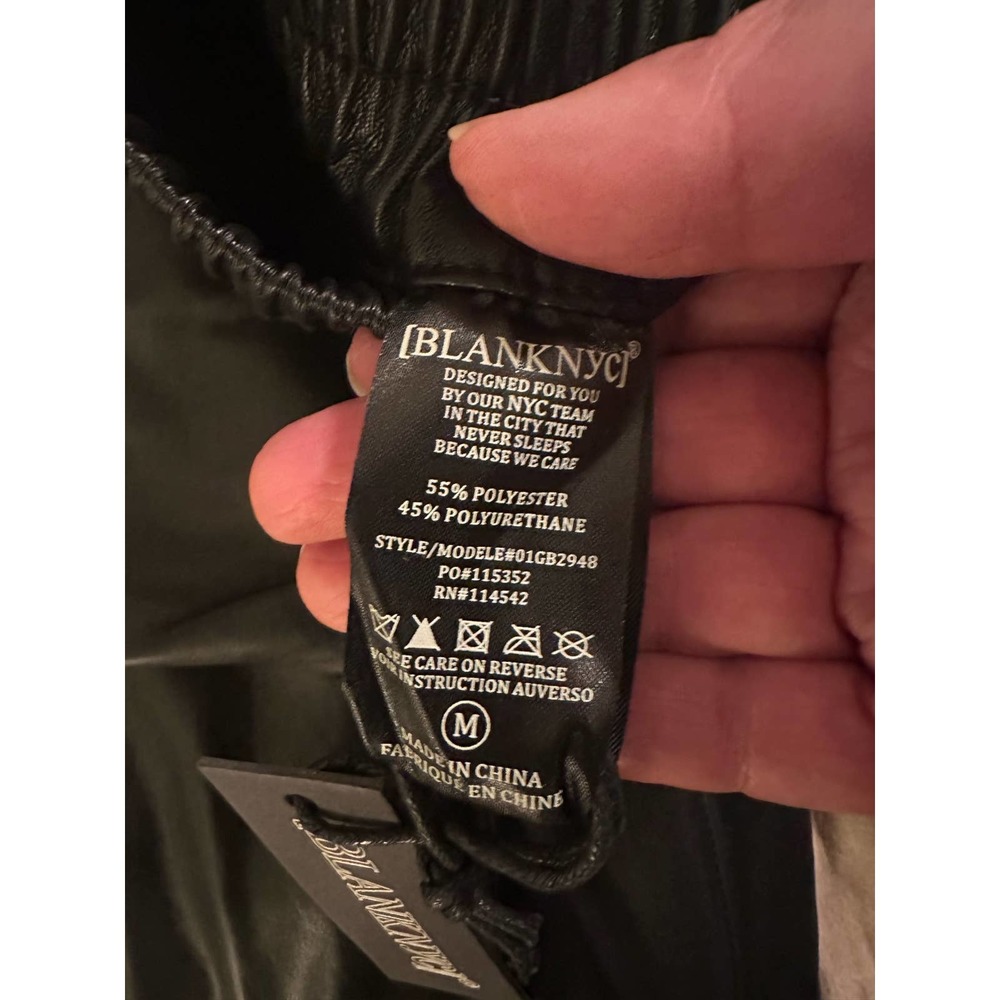 [BLANKNYC]®
DESIGNED FOR YOU
BY OUR NYC TEAM
IN THE CITY THAT
NEVER SLEEPS
BECAUSE WE CARE
55% POLYESTER
45% POLYURETHANE
STYLE/MODELE#01GB2948
PO#115352
RN#114542
SEE CARE ON REVERSE
VOIR INSTRUCTION AUVERSO
M
MADE IN CHINA
FABRIQUÉ EN CHINE
[BLANKNYC]®